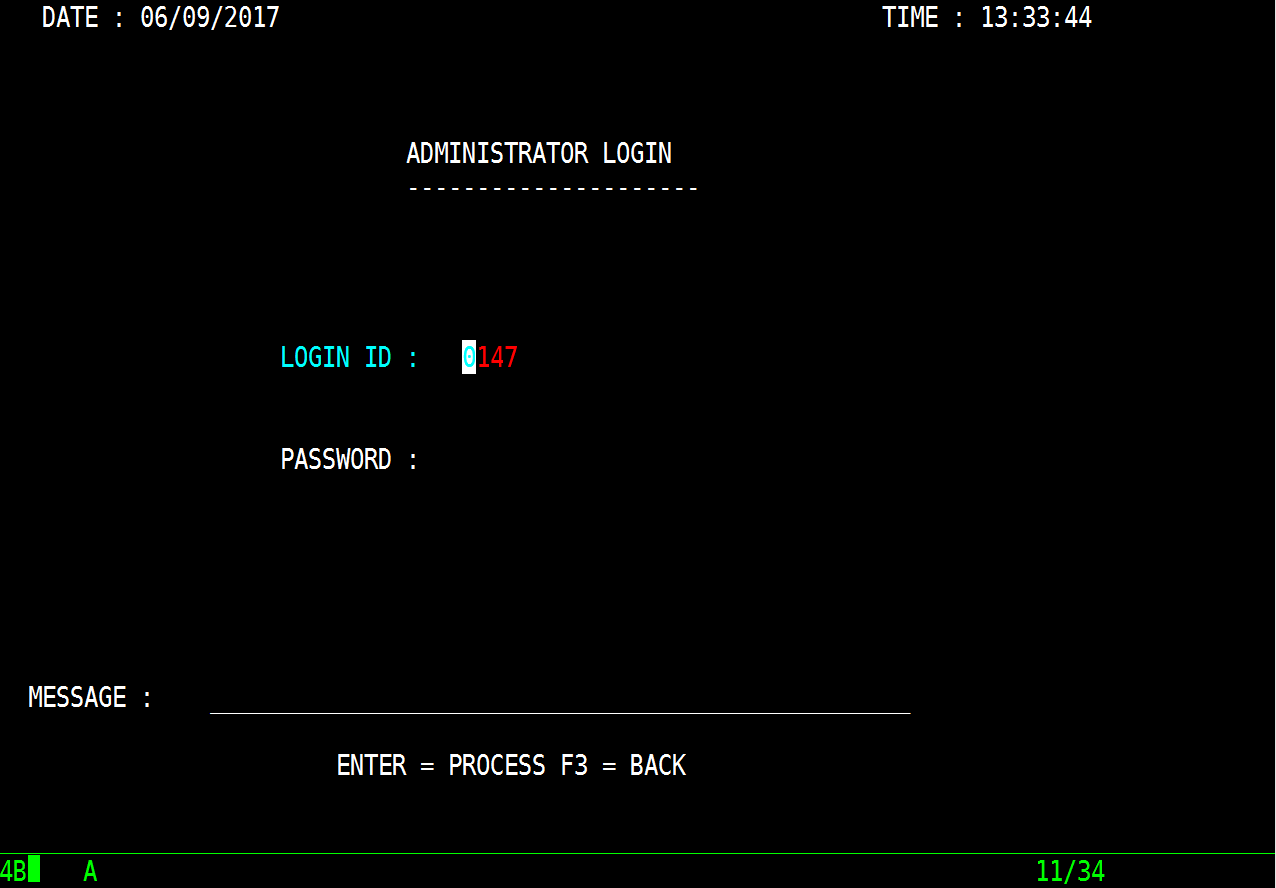 DATE : 06/09/2017 TIME : 13:33:44
ADMINISTRATOR LOGIN
---------------------
LOGIN ID : 0147
PASSWORD :
MESSAGE : __________________________________________________
ENTER = PROCESS F3 = BACK
4B A 11/34